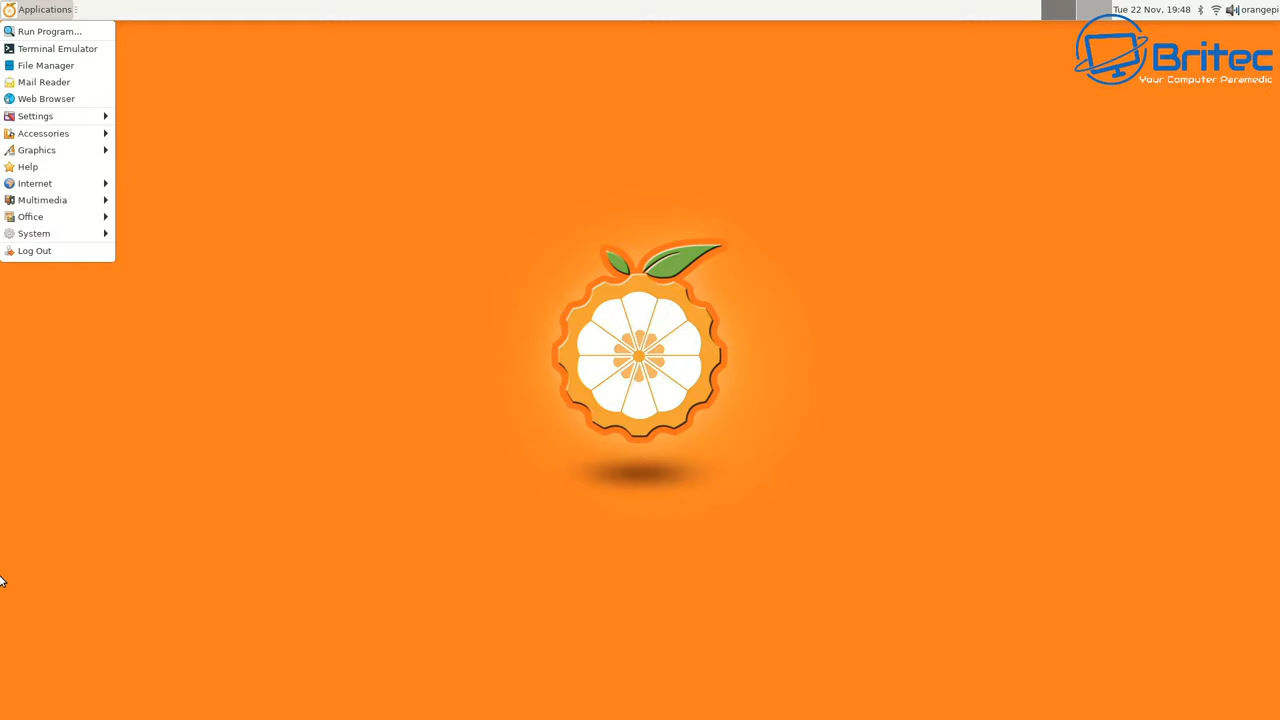 Applications
Tue 22 Nov, 19:48
orangepi
Britec
Your Computer Paramedic
Run Program...
Terminal Emulator
File Manager
Mail Reader
Web Browser
Settings
Accessories
Graphics
Help
Internet
Multimedia
Office
System
Log Out